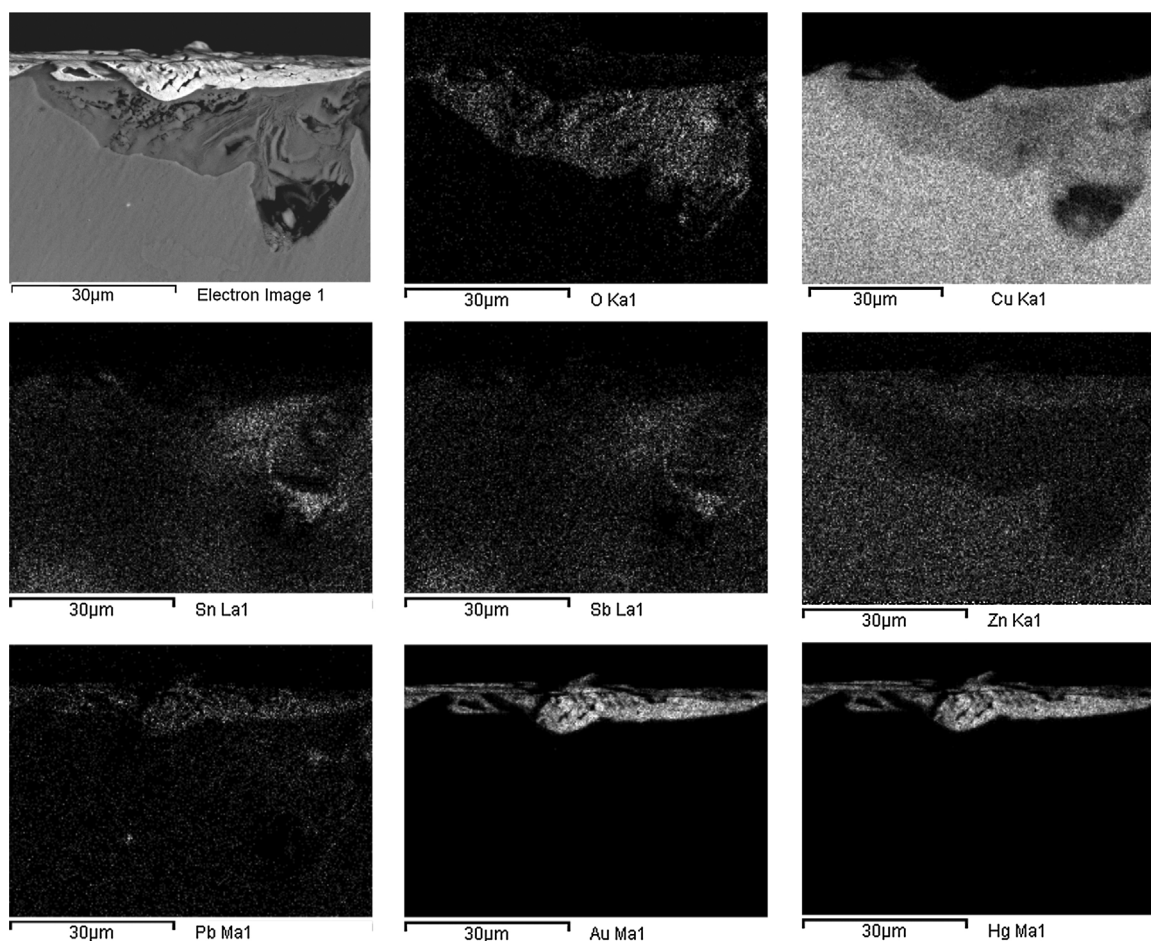 30µm Electron Image 1
30µm O Ka1
30µm Cu Ka1
30µm Sn La1
30µm Sb La1
30µm Zn Ka1
30µm Pb Ma1
30µm Au Ma1
30µm Hg Ma1